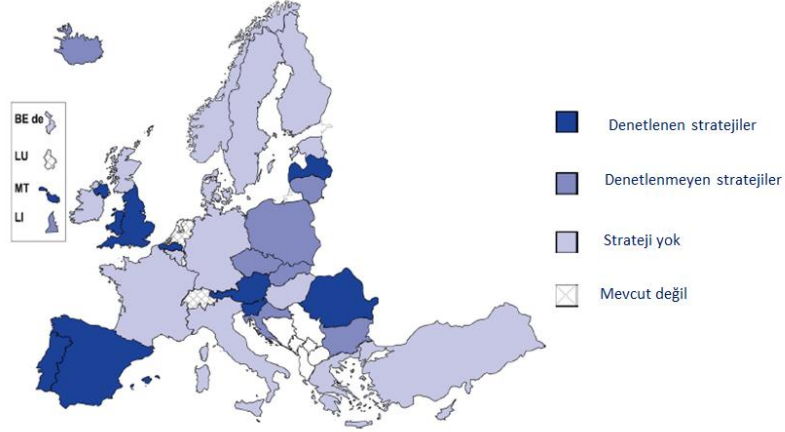 BE de
LU
MT
LI
Denetlenen stratejiler
Denetlenmeyen stratejiler
Strateji yok
Mevcut değil